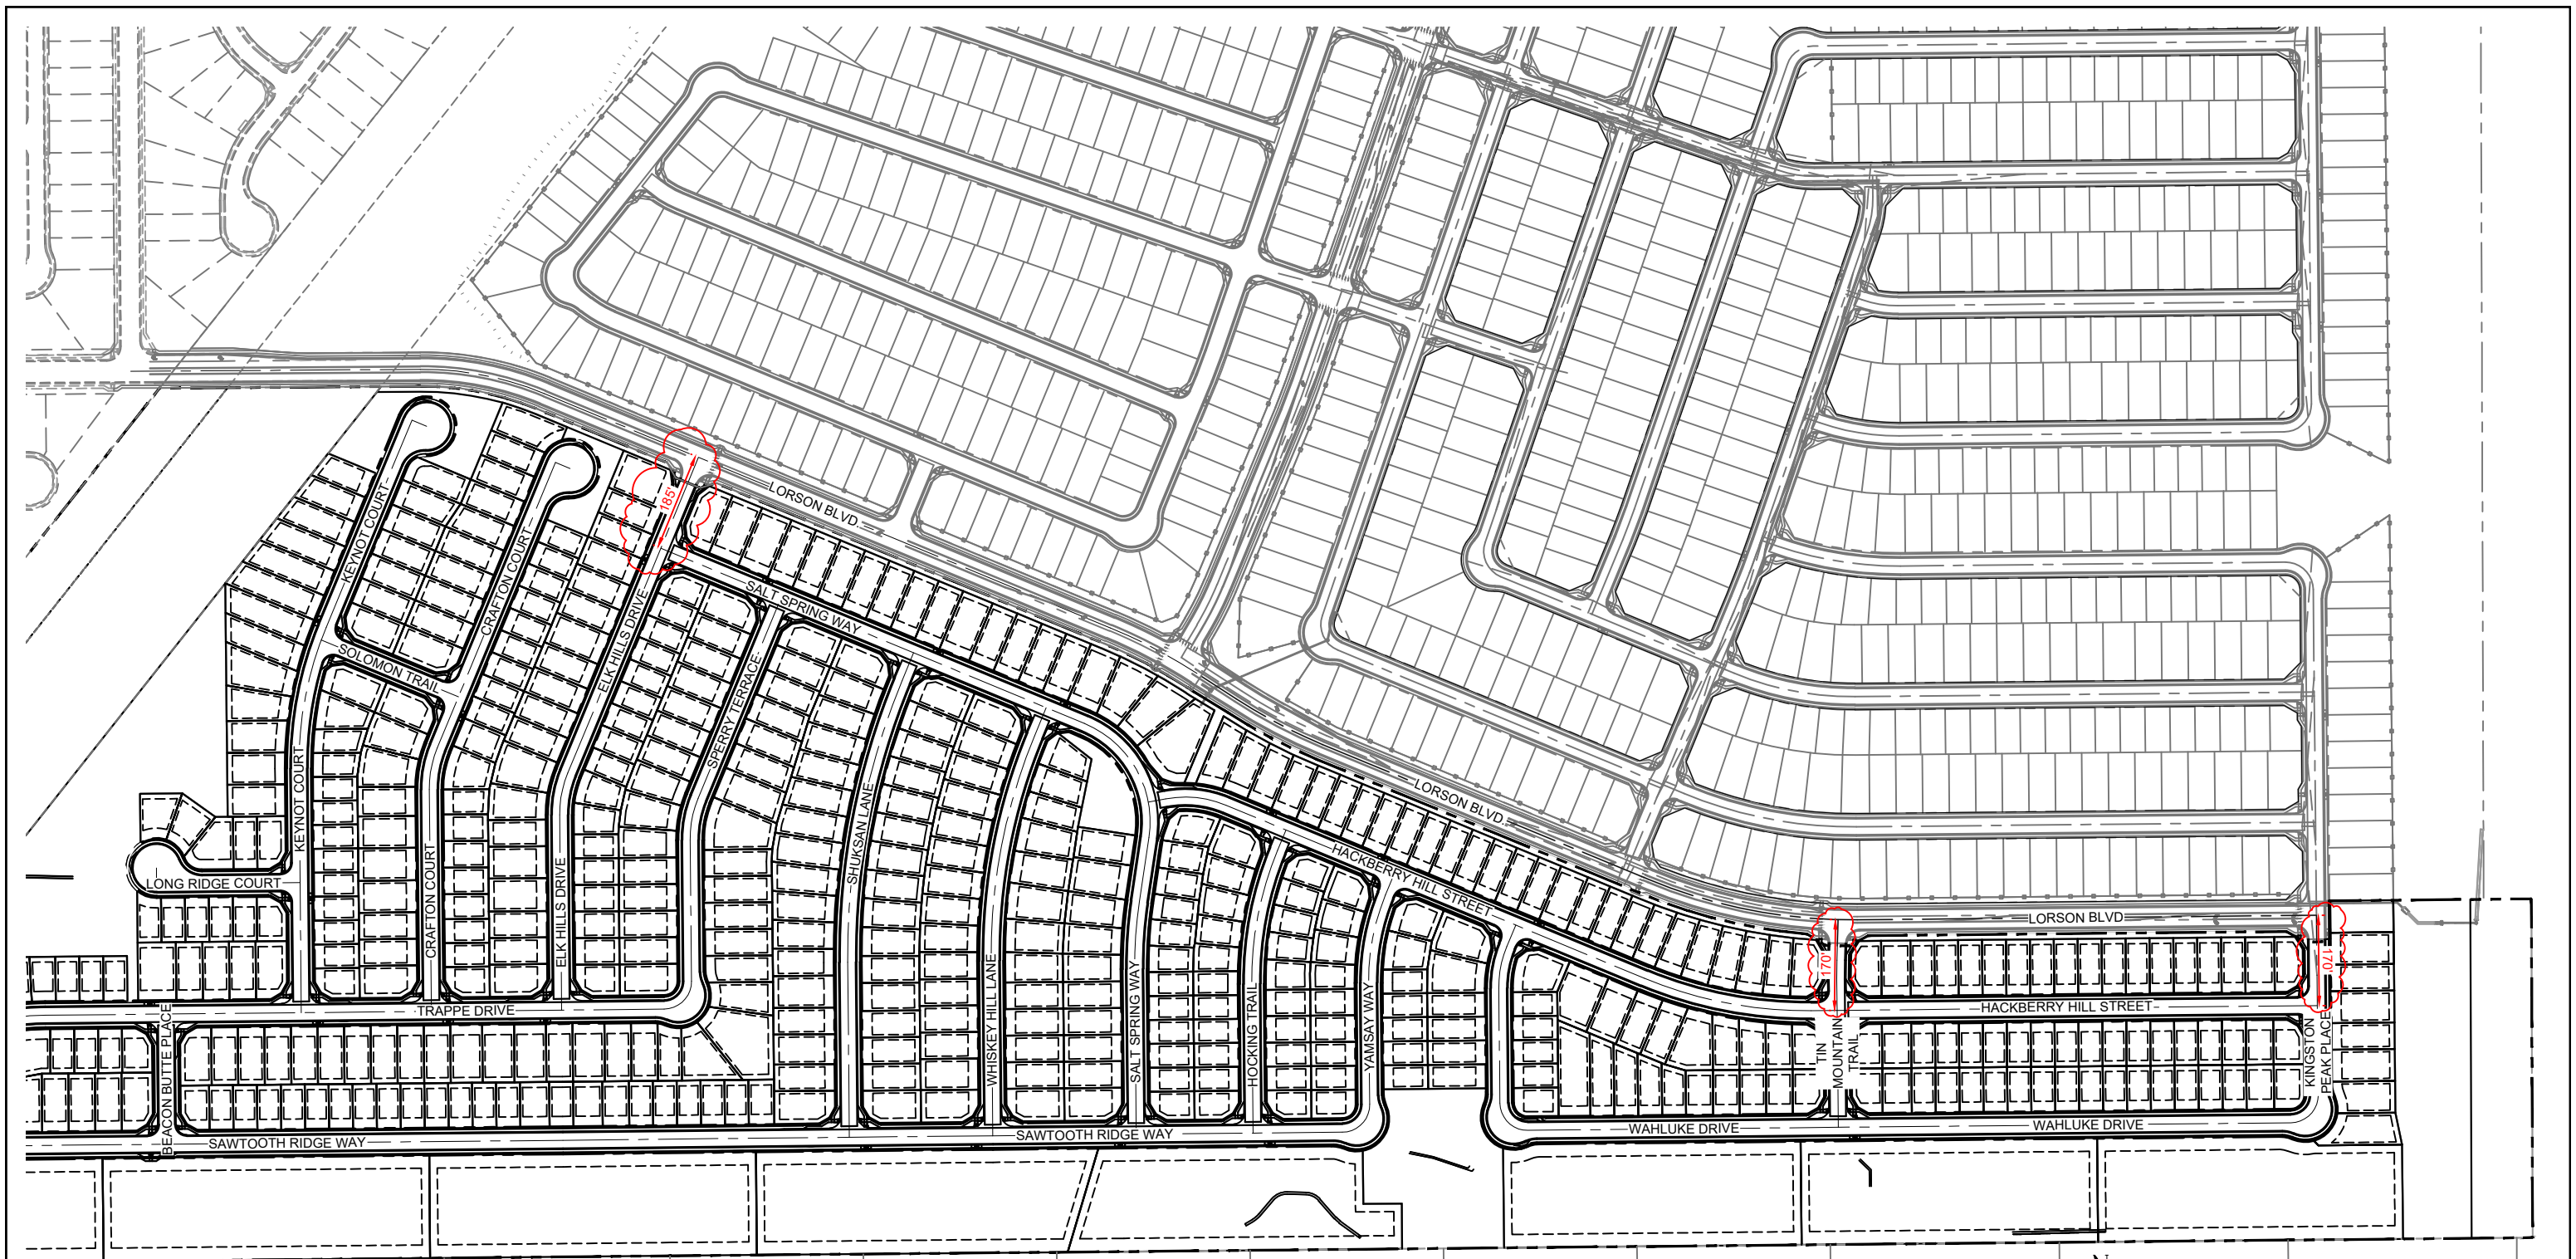 185'
LORSON BLVD.
KEYNOT COURT
CRAFTON COURT
ELK HILLS DRIVE
SALT SPRING WAY
SOLOMON TRAIL
SPERRY TERRACE
KEYNOT COURT
SHUKSAN LANE
LORSON BLVD.
HACKBERRY HILL STREET
LONG RIDGE COURT
CRAFTON COURT
ELK HILLS DRIVE
WHISKEY HILL LANE
SALT SPRING WAY
HOCKING TRAIL
YAMSAY WAY
LORSON BLVD
170'
170'
TRAPPE DRIVE
HACKBERRY HILL STREET
BEACON BUTTE PLACE
TIN
MOUNTAIN
TRAIL
KINGSTON
PEAK PLACE
SAWTOOTH RIDGE WAY
SAWTOOTH RIDGE WAY
WAHLUKE DRIVE
WAHLUKE DRIVE
N